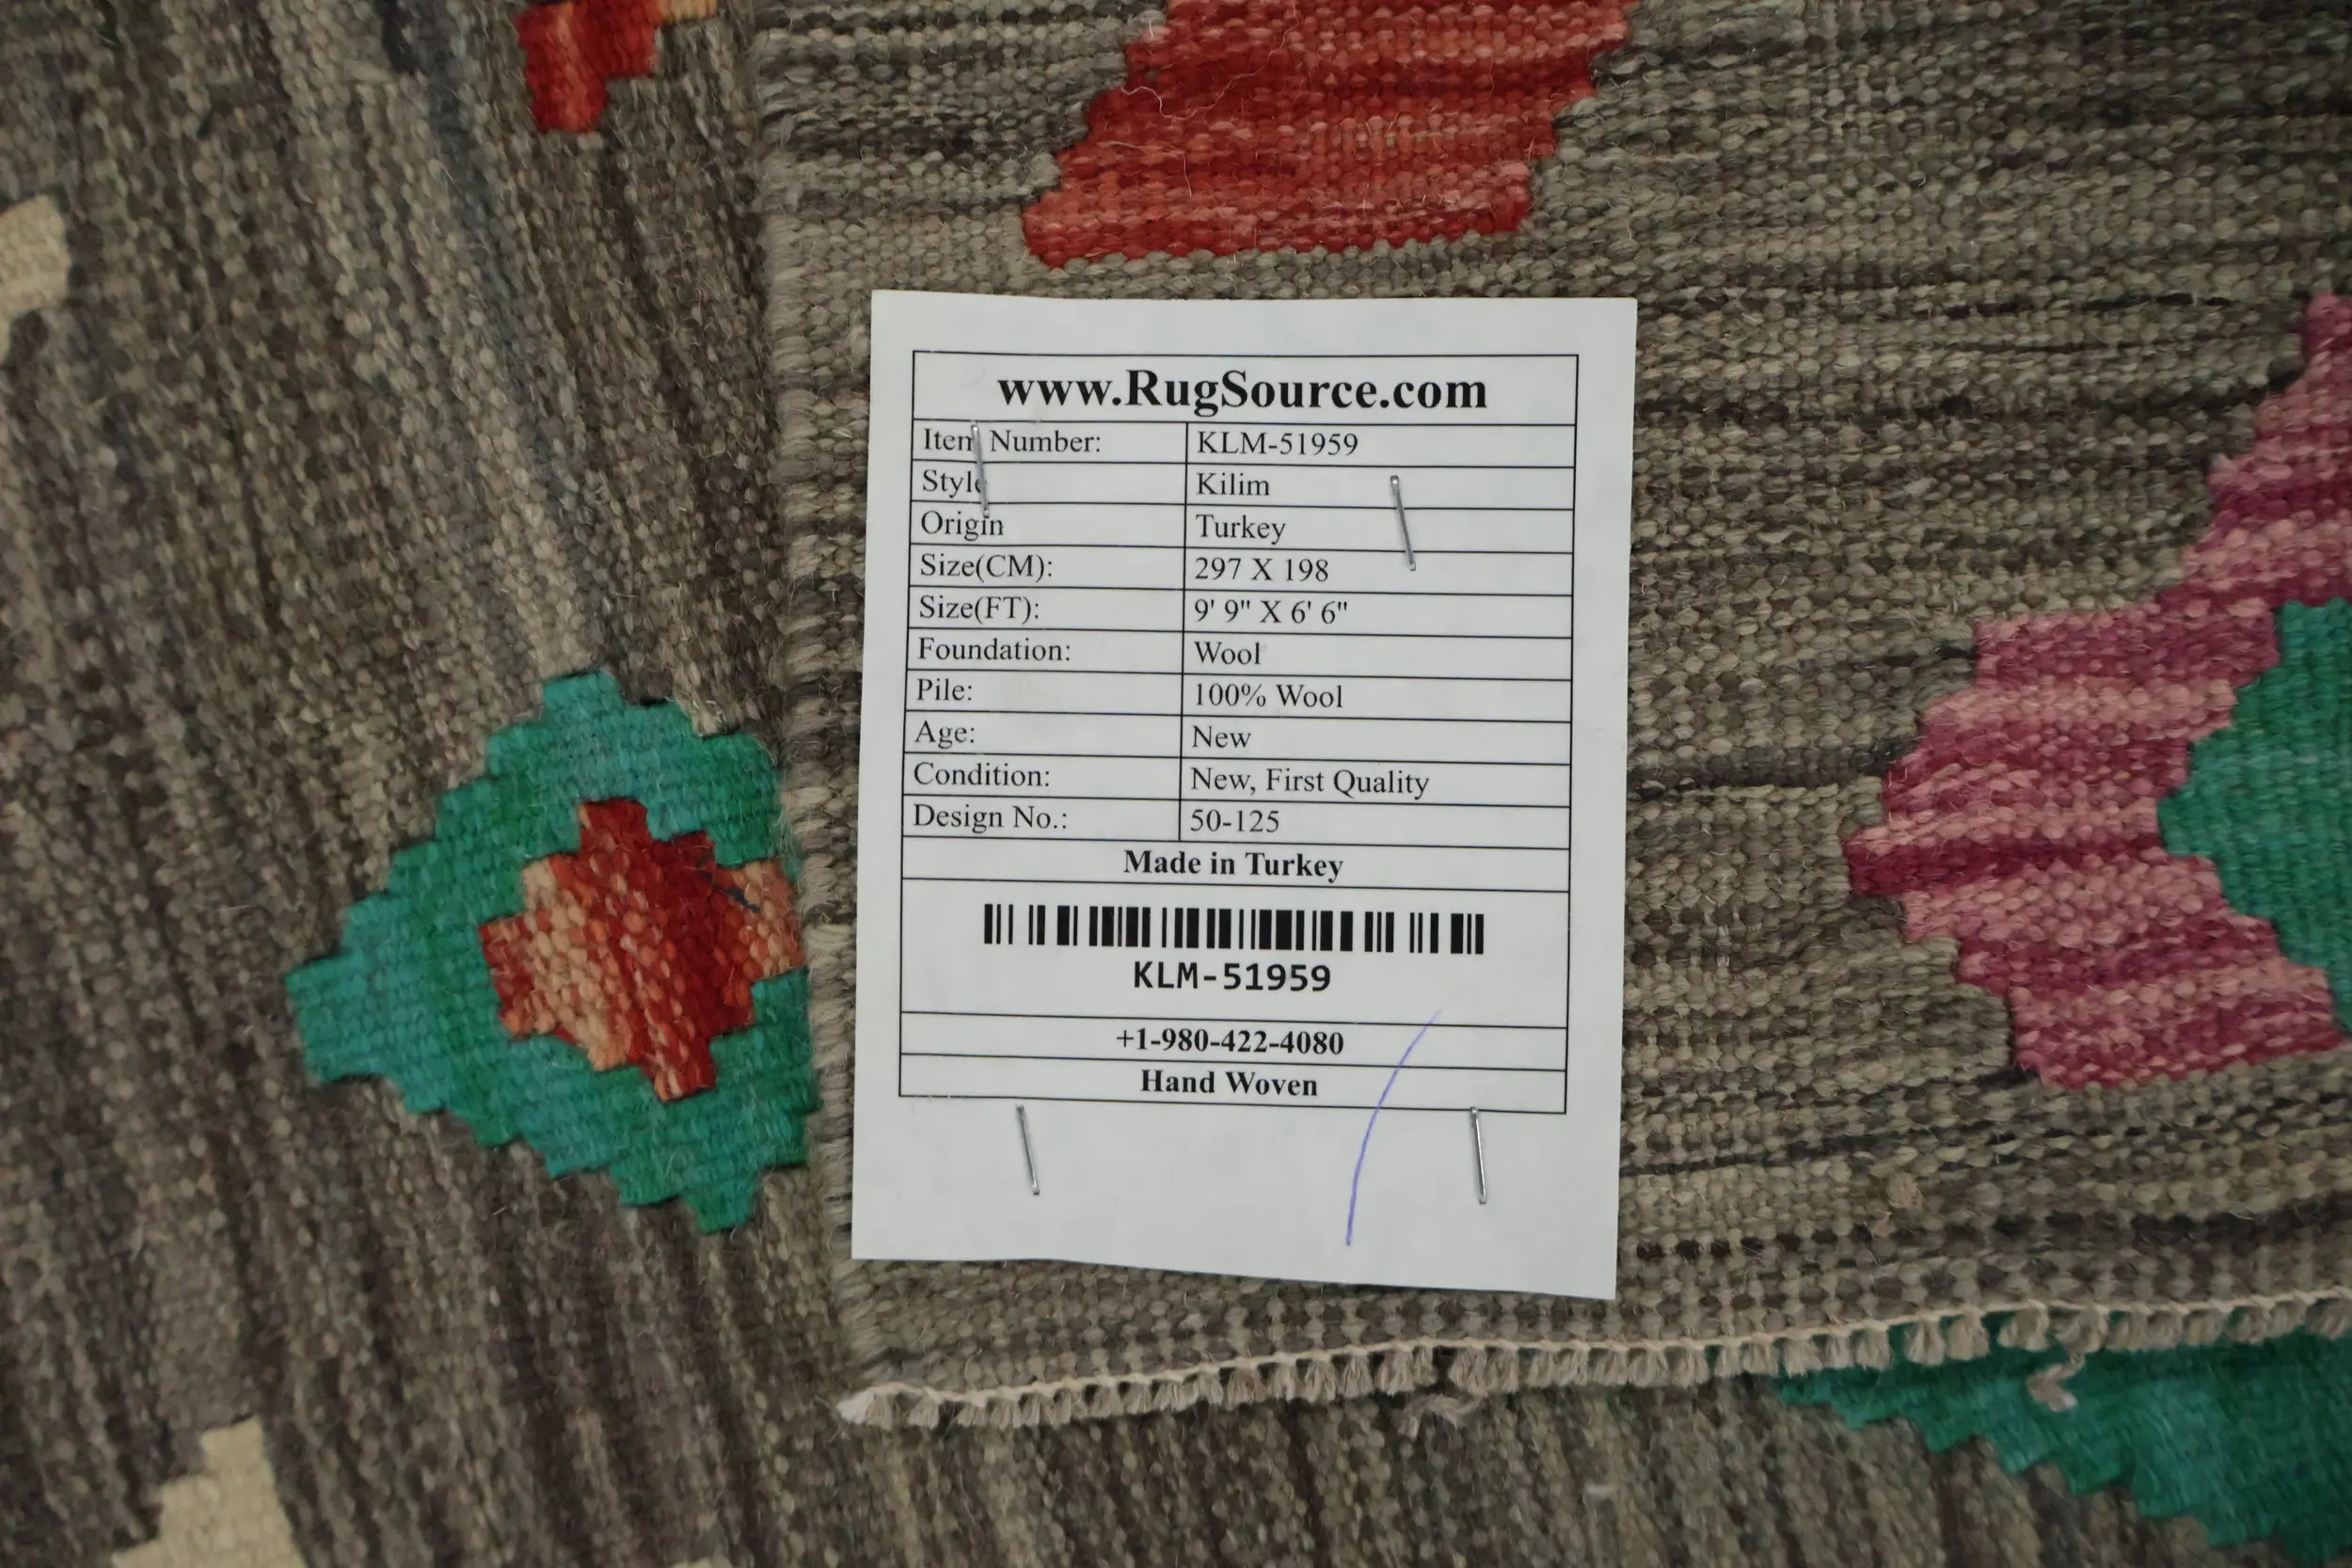 www.RugSource.com
Item Number: KLM-51959
Style Kilim
Origin Turkey
Size(CM): 297 X 198
Size(FT): 9' 9" X 6' 6"
Foundation: Wool
Pile: 100% Wool
Age: New
Condition: New, First Quality
Design No.: 50-125
Made in Turkey
KLM-51959
+1-980-422-4080
Hand Woven